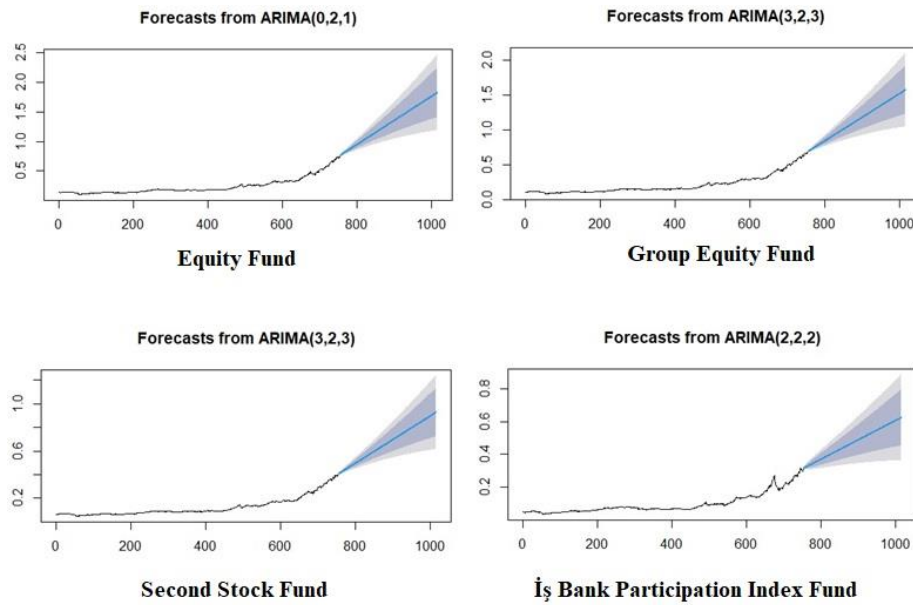 Forecasts from ARIMA(0,2,1)
2.5
2.0
1.5
1.0
0.5
0 200 400 600 800 1000
Equity Fund
Forecasts from ARIMA(3,2,3)
2.0
1.5
1.0
0.5
0.0
0 200 400 600 800 1000
Group Equity Fund
Forecasts from ARIMA(3,2,3)
1.0
0.6
0.2
0 200 400 600 800 1000
Second Stock Fund
Forecasts from ARIMA(2,2,2)
0.8
0.6
0.4
0.2
0 200 400 600 800 1000
İş Bank Participation Index Fund